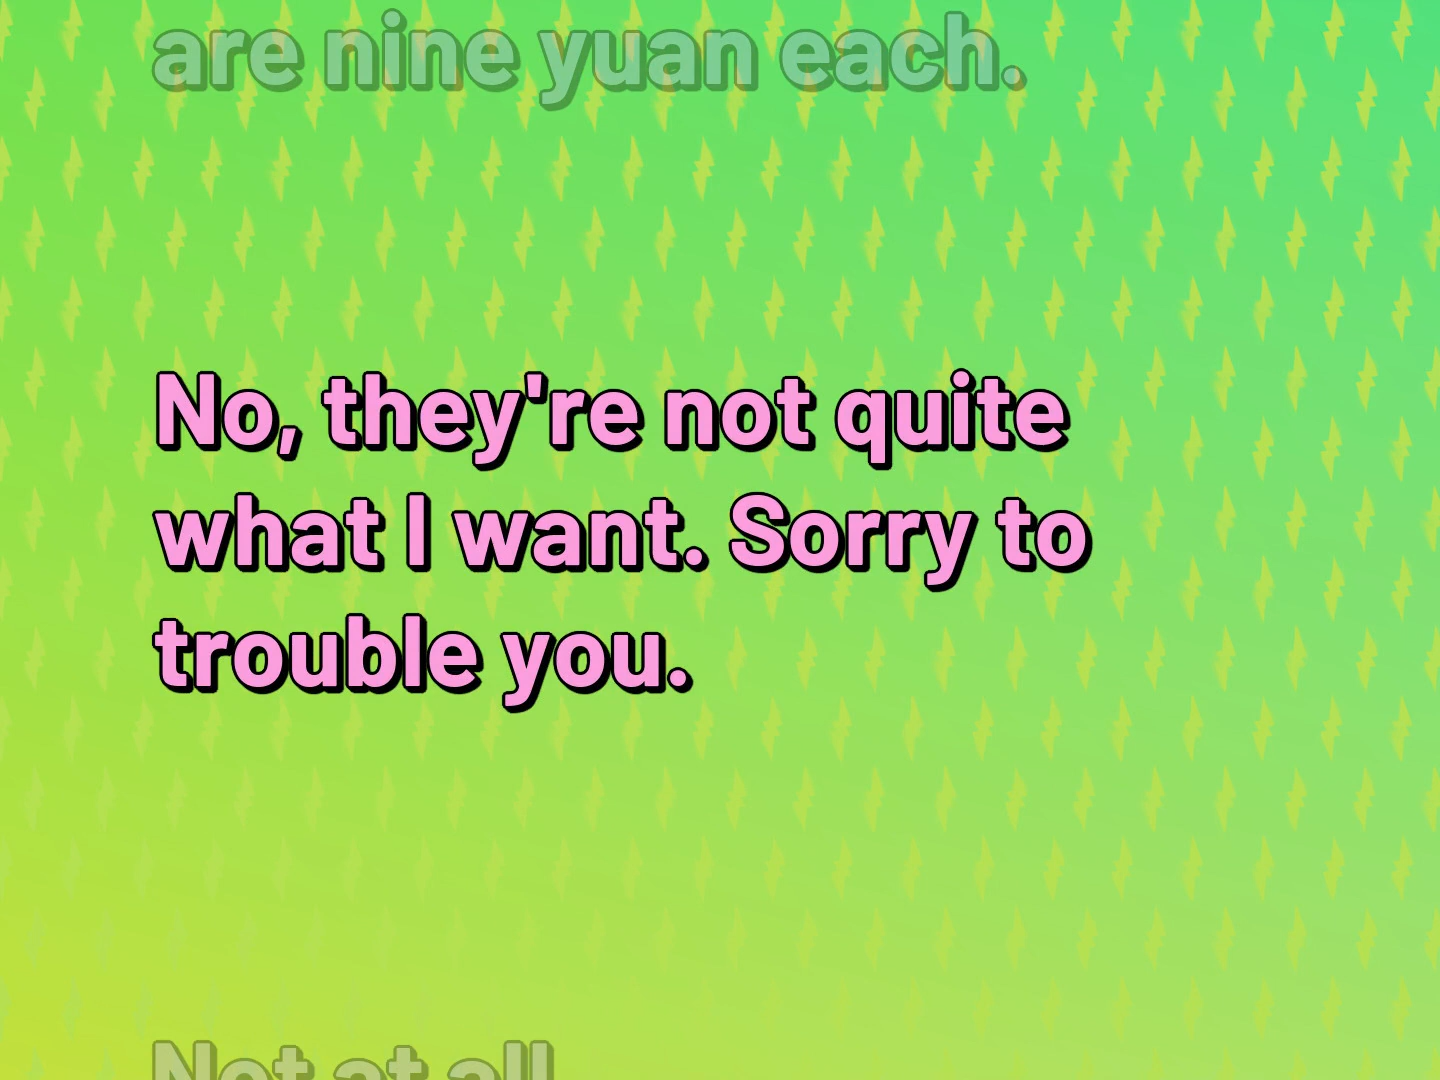 are nine yuan each.
No, they're not quite
what I want. Sorry to
trouble you.
Not at all